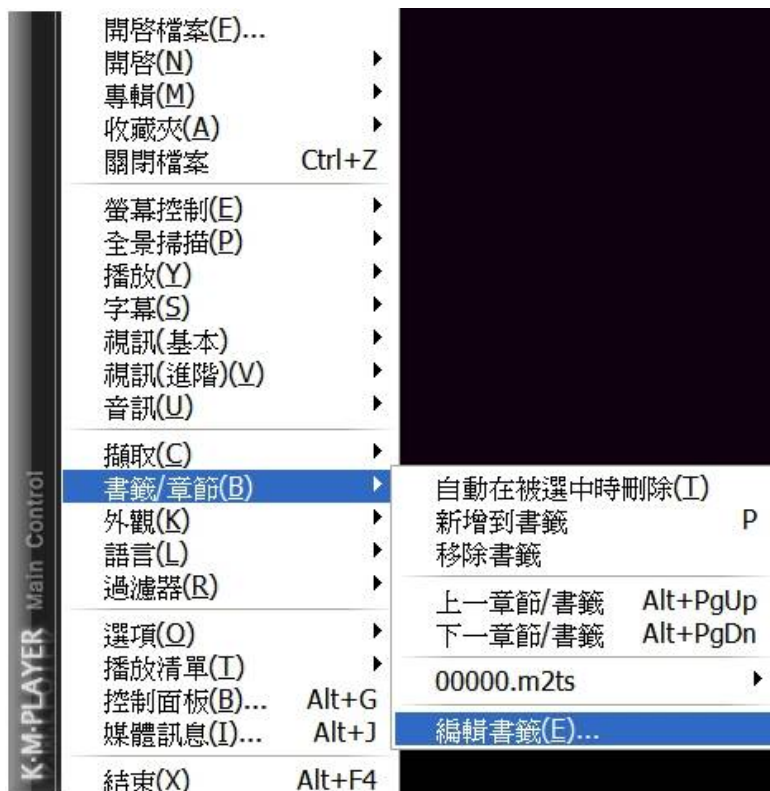 開啓檔案(F)...
開啓(N)
專輯(M)
收藏夾(A)
關閉檔案 Ctrl+Z
螢幕控制(E)
全景掃描(P)
播放(Y)
字幕(S)
視訊(基本)
視訊(進階)(V)
音訊(U)
擷取(C)
書籤/章節(B)
外觀(K)
語言(L)
過濾器(R)
選項(O)
播放清單(T)
控制面板(B)... Alt+G
媒體訊息(I)... Alt+J
結束(X) Alt+F4
自動在被選中時刪除(T)
新增到書籤 P
移除書籤
上一章節/書籤 Alt+PgUp
下一章節/書籤 Alt+PgDn
00000.m2ts
編輯書籤(E)...
K·M·PLAYER Main Control